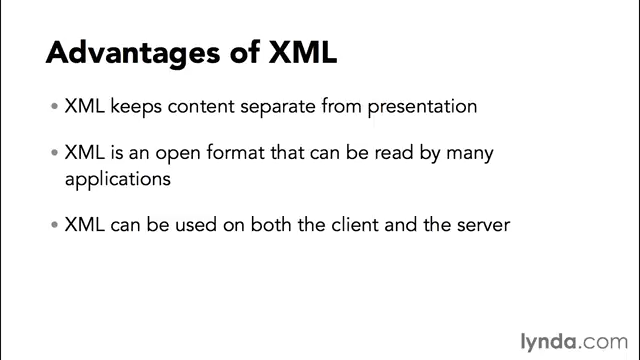 Advantages of XML
• XML keeps content separate from presentation
• XML is an open format that can be read by many
applications
• XML can be used on both the client and the server
lynda.com